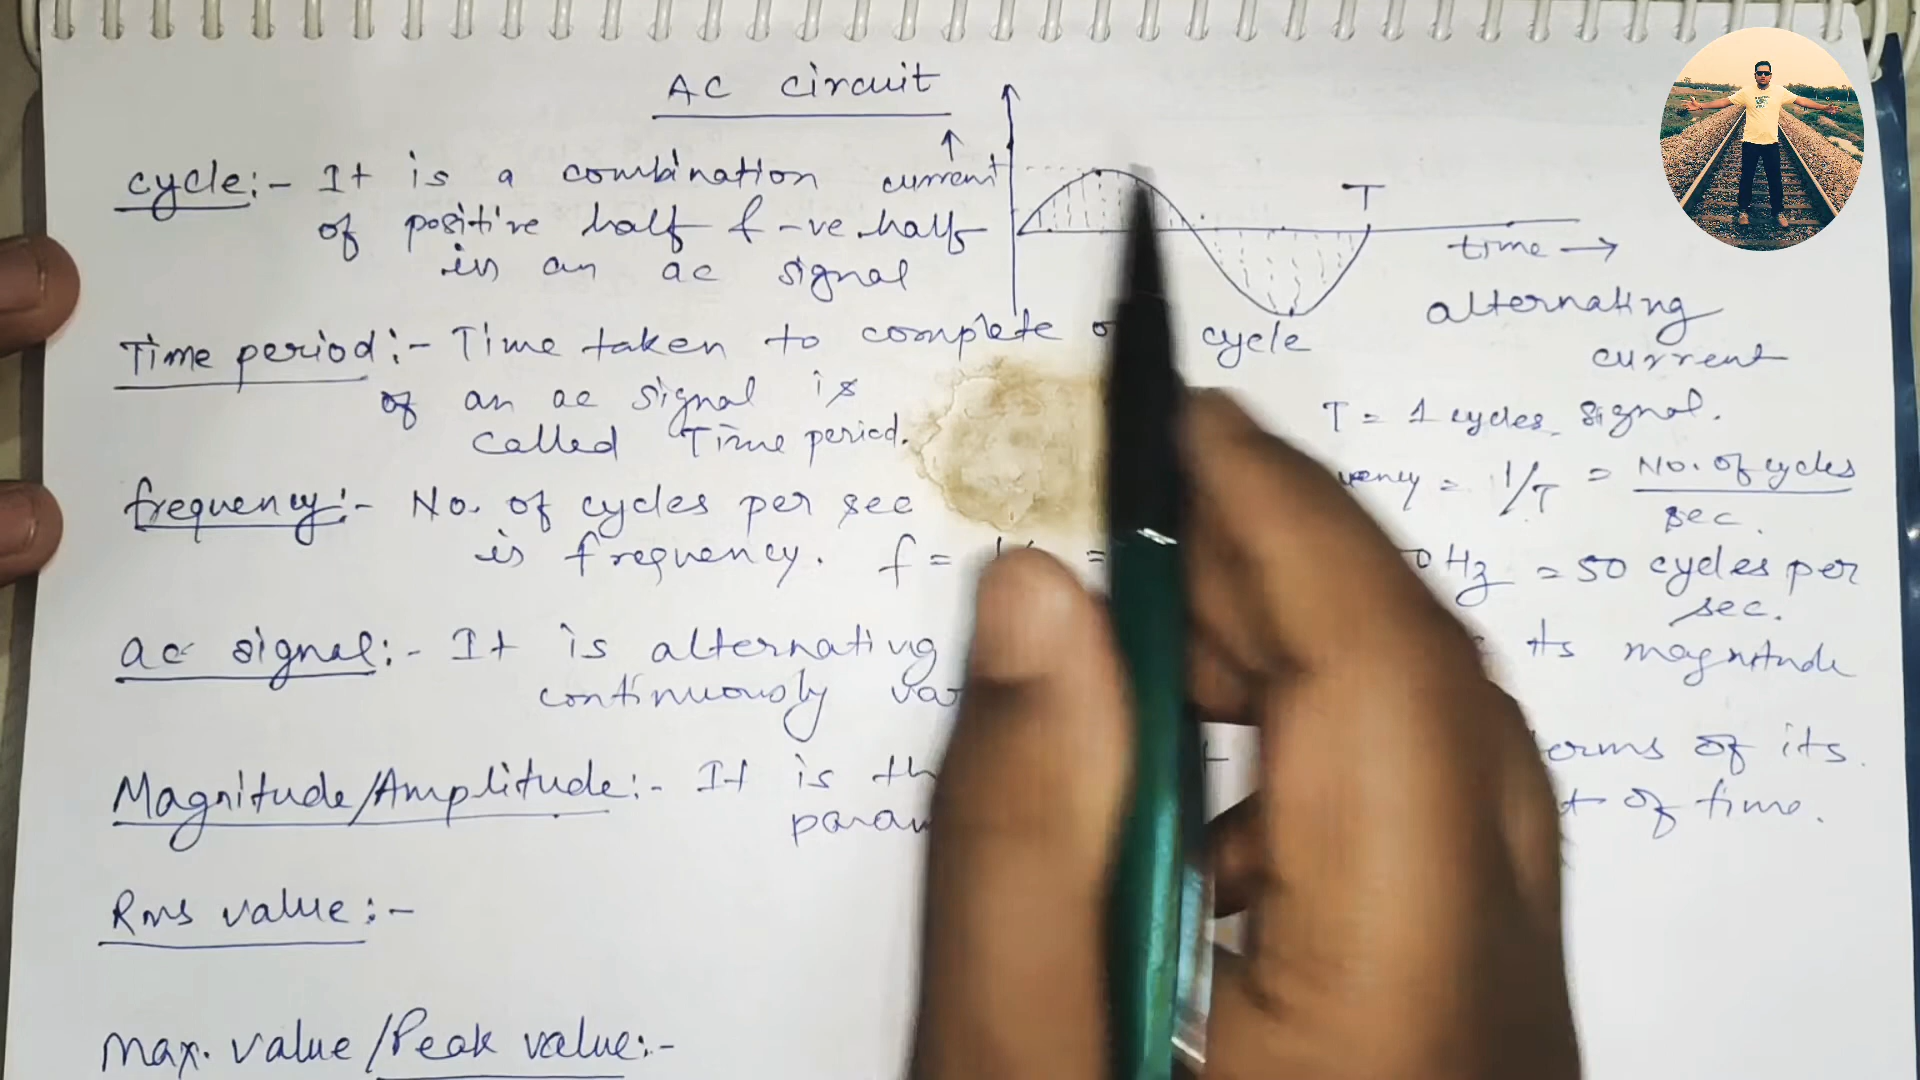 AC circuit
cycle:- It is a combination
of positive half & -ve half
in an ac signal
current
T
time →
alternating
current
Time period:- Time taken to complete cycle
of an ac signal is
called Time period.
T = 1 cycles signal.
frequency:- No. of cycles per sec
is frequency. f = =
= 1/T = No. of cycles
sec.
Hz = 50 cycles per
sec.
ac signal:- It is alternating its magnitude
continuously
Magnitude/Amplitude:- It is of its
of time.
Rms value:-
Max. value/Peak value:-